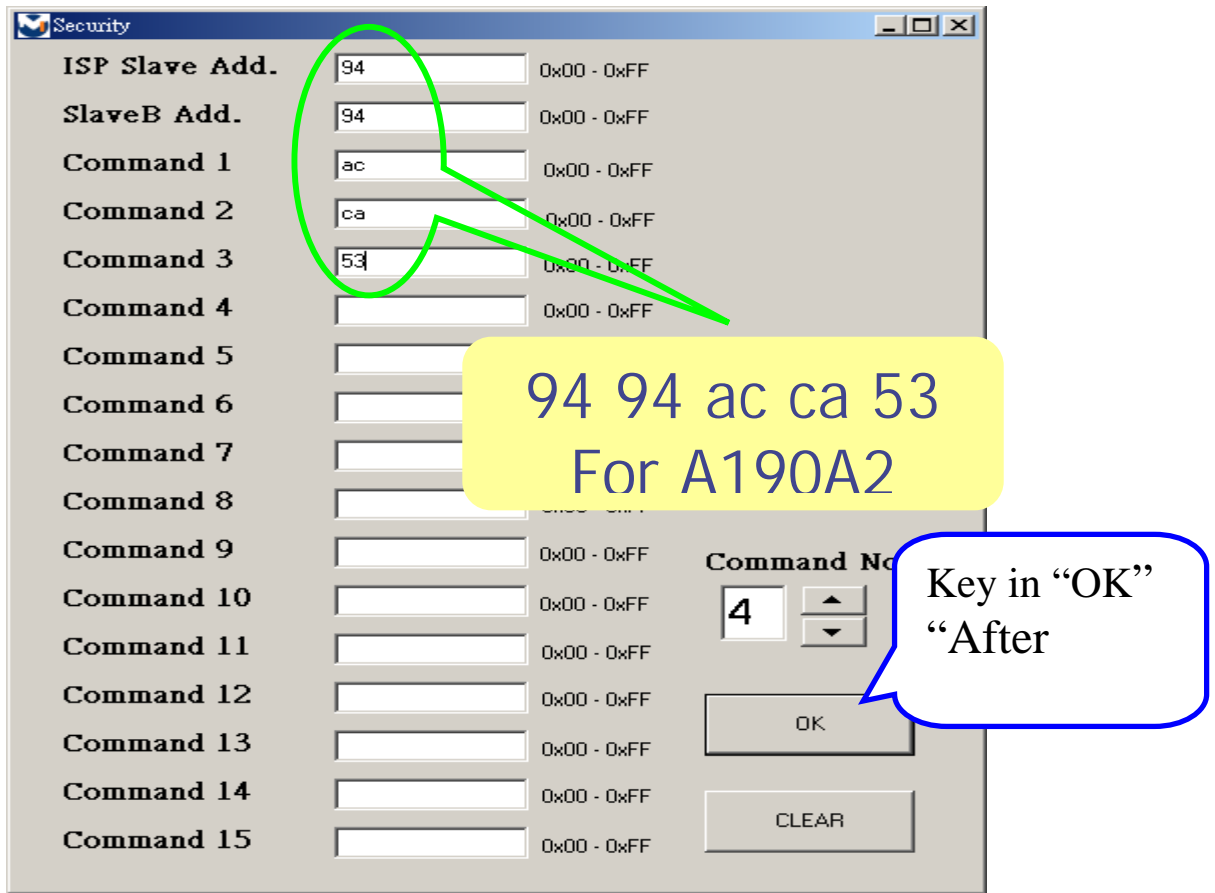 Security
ISP Slave Add. 94 0x00 - 0xFF
SlaveB Add. 94 0x00 - 0xFF
Command 1 ac 0x00 - 0xFF
Command 2 ca 0x00 - 0xFF
Command 3 53 0x00 - 0xFF
Command 4 0x00 - 0xFF
Command 5
Command 6
Command 7
Command 8
94 94 ac ca 53
For A190A2
Command 9 0x00 - 0xFF
Command 10 0x00 - 0xFF
Command 11 0x00 - 0xFF
Command 12 0x00 - 0xFF
Command 13 0x00 - 0xFF
Command 14 0x00 - 0xFF
Command 15 0x00 - 0xFF
Command No
4
Key in “OK”
“After
OK
CLEAR